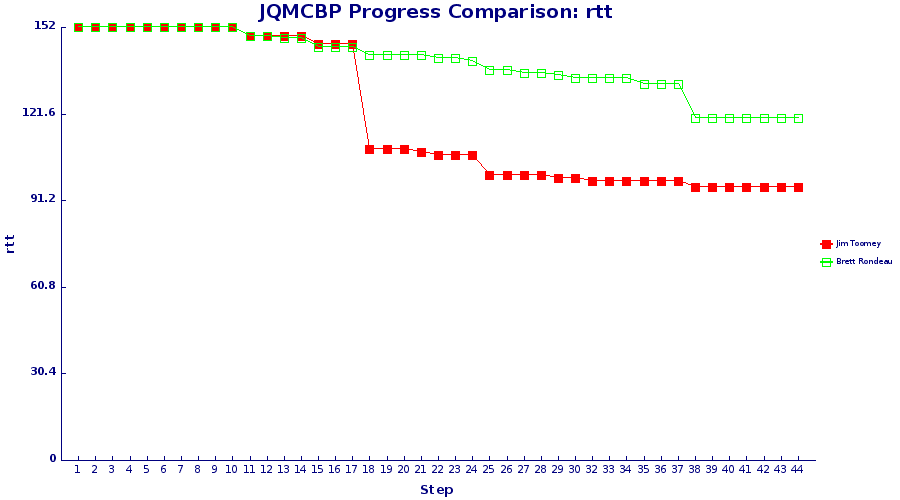 JQMCBP Progress Comparison: rtt
152
121.6
91.2
60.8
30.4
0
rtt
1 2 3 4 5 6 7 8 9 10 11 12 13 14 15 16 17 18 19 20 21 22 23 24 25 26 27 28 29 30 32 33 34 35 36 37 38 39 40 41 42 43 44
Step
Jim Toomey
Brett Rondeau